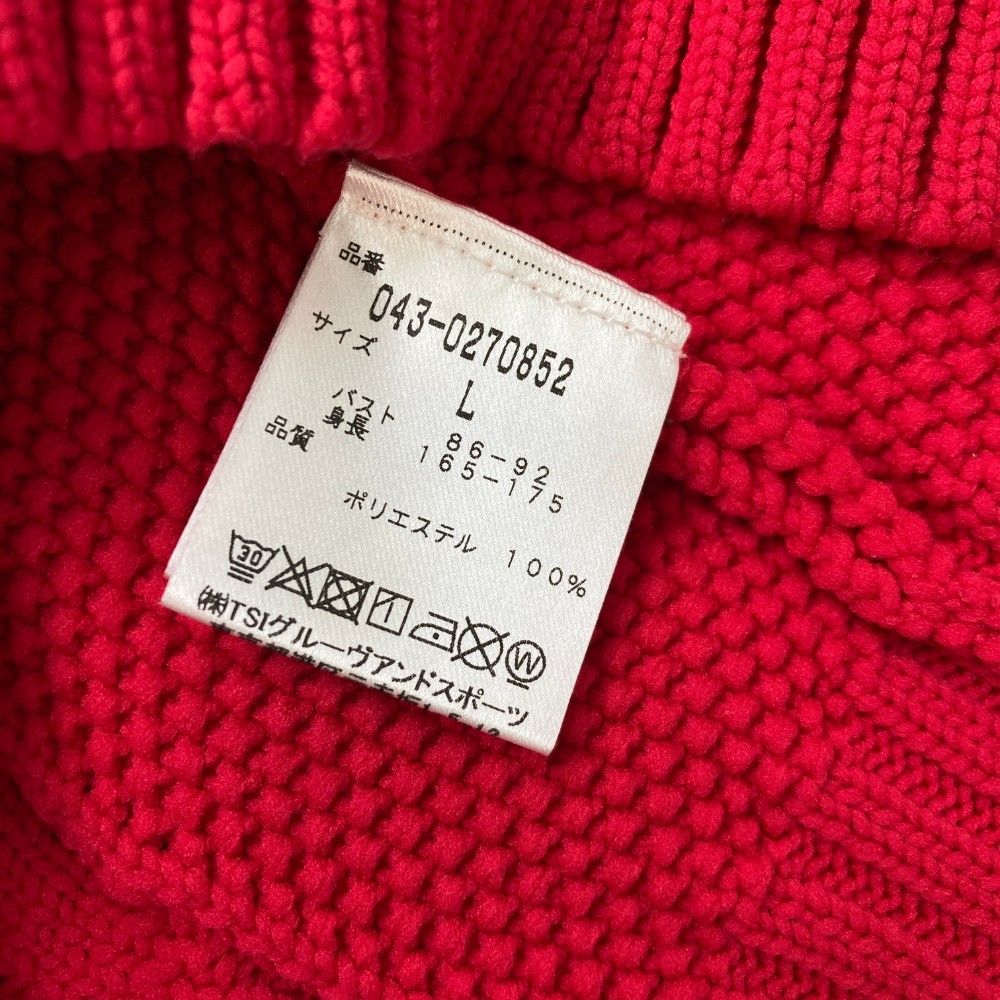 品番
043-0270852
サイズ
L
バスト 86-92
身長 165-175
品質
ポリエステル 100%
30 1 W
㈱TSIグルーヴアンドスポーツ